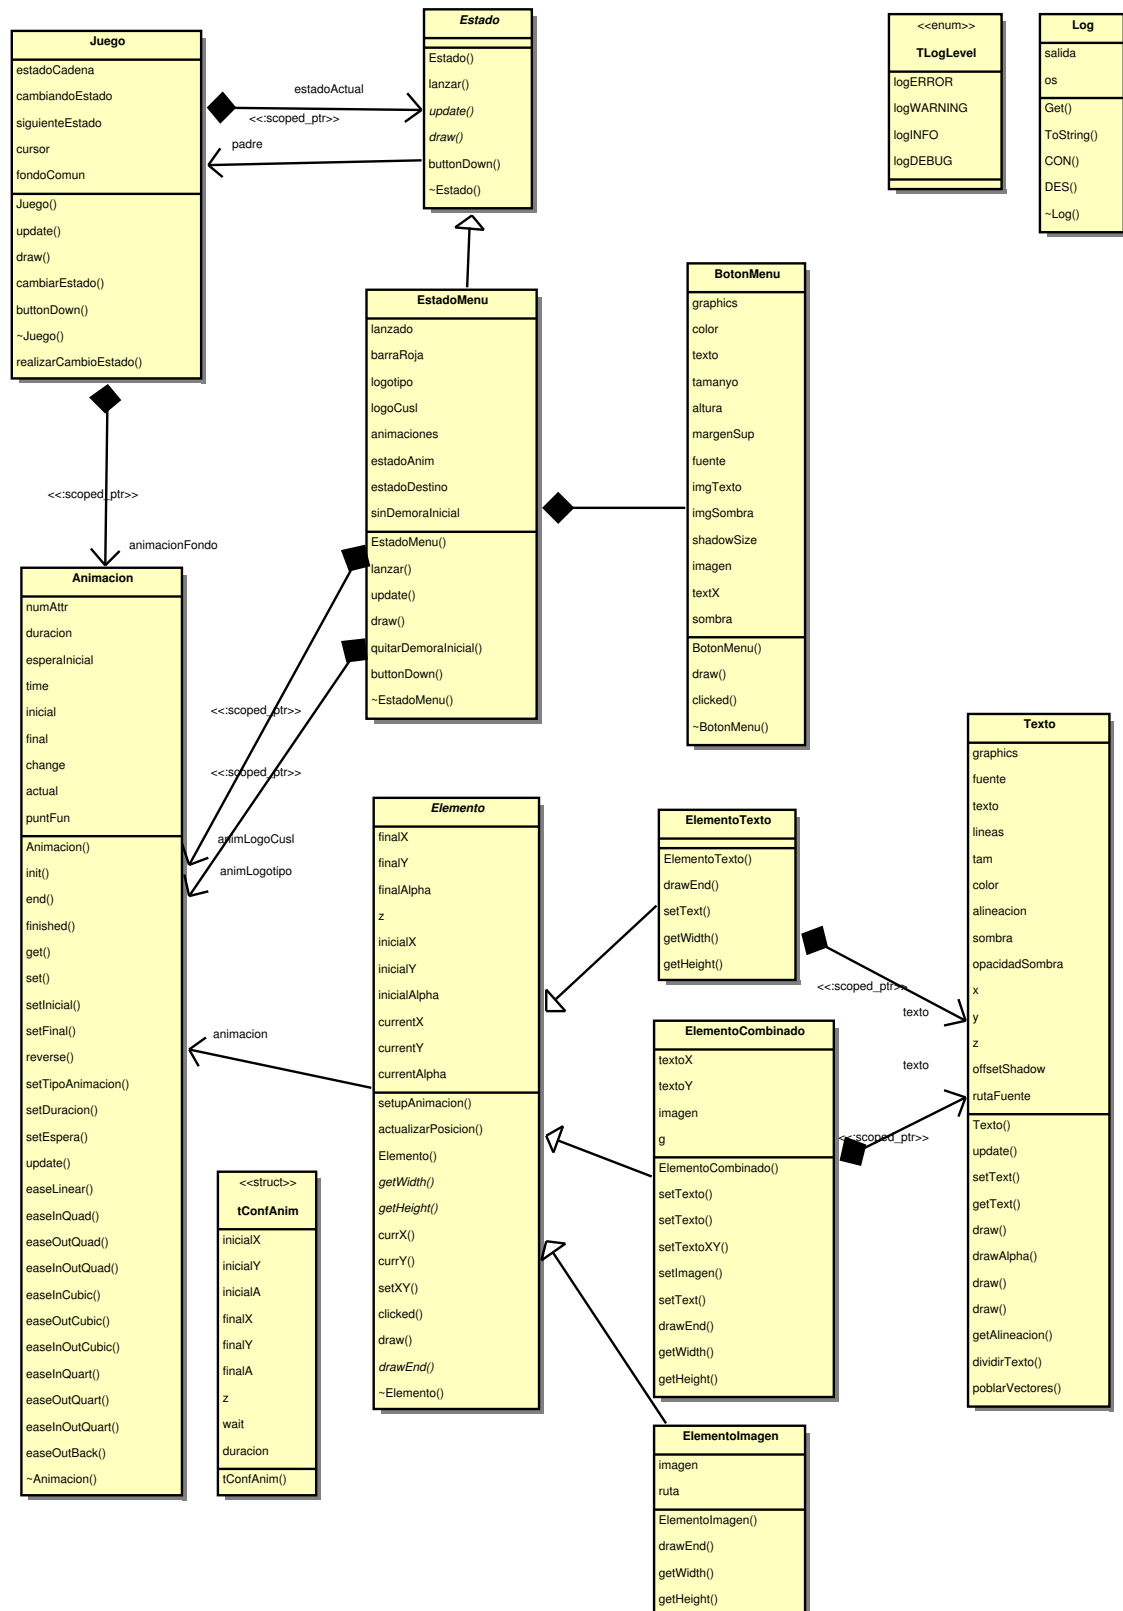 Juego
estadoCadena
cambiandoEstado
siguienteEstado
cursor
fondoComun
Juego()
update()
draw()
cambiarEstado()
buttonDown()
~Juego()
realizarCambioEstado()
estadoActual
<<:scoped_ptr>>
padre
Estado
Estado()
lanzar()
update()
draw()
buttonDown()
~Estado()
<<enum>>
TLogLevel
logERROR
logWARNING
logINFO
logDEBUG
Log
salida
os
Get()
ToString()
CON()
DES()
~Log()
EstadoMenu
lanzado
barraRoja
logotipo
logoCusl
animaciones
estadoAnim
estadoDestino
sinDemoraInicial
EstadoMenu()
lanzar()
update()
draw()
quitarDemoraInicial()
buttonDown()
~EstadoMenu()
BotonMenu
graphics
color
texto
tamanyo
altura
margenSup
fuente
imgTexto
imgSombra
shadowSize
imagen
textX
sombra
BotonMenu()
draw()
clicked()
~BotonMenu()
<<:scoped_ptr>>
animacionFondo
<<:scoped_ptr>>
<<:scoped_ptr>>
animLogoCusl
animLogotipo
Animacion
numAttr
duracion
esperaInicial
time
inicial
final
change
actual
puntFun
Animacion()
init()
end()
finished()
get()
set()
setInicial()
setFinal()
reverse()
setTipoAnimacion()
setDuracion()
setEspera()
update()
easeLinear()
easeInQuad()
easeOutQuad()
easeInOutQuad()
easeInCubic()
easeOutCubic()
easeInOutCubic()
easeInQuart()
easeOutQuart()
easeInOutQuart()
easeOutBack()
~Animacion()
animacion
<<struct>>
tConfAnim
inicialX
inicialY
inicialA
finalX
finalY
finalA
z
wait
duracion
tConfAnim()
Elemento
finalX
finalY
finalAlpha
z
inicialX
inicialY
inicialAlpha
currentX
currentY
currentAlpha
setupAnimacion()
actualizarPosicion()
Elemento()
getWidth()
getHeight()
currX()
currY()
setXY()
clicked()
draw()
drawEnd()
~Elemento()
ElementoTexto
ElementoTexto()
drawEnd()
setText()
getWidth()
getHeight()
<<:scoped_ptr>>
texto
texto
<<:scoped_ptr>>
ElementoCombinado
textoX
textoY
imagen
g
ElementoCombinado()
setTexto()
setTexto()
setTextoXY()
setImagen()
setText()
drawEnd()
getWidth()
getHeight()
Texto
graphics
fuente
texto
lineas
tam
color
alineacion
sombra
opacidadSombra
x
y
z
offsetShadow
rutaFuente
Texto()
update()
setText()
getText()
draw()
drawAlpha()
draw()
draw()
getAlineacion()
dividirTexto()
poblarVectores()
ElementoImagen
imagen
ruta
ElementoImagen()
drawEnd()
getWidth()
getHeight()